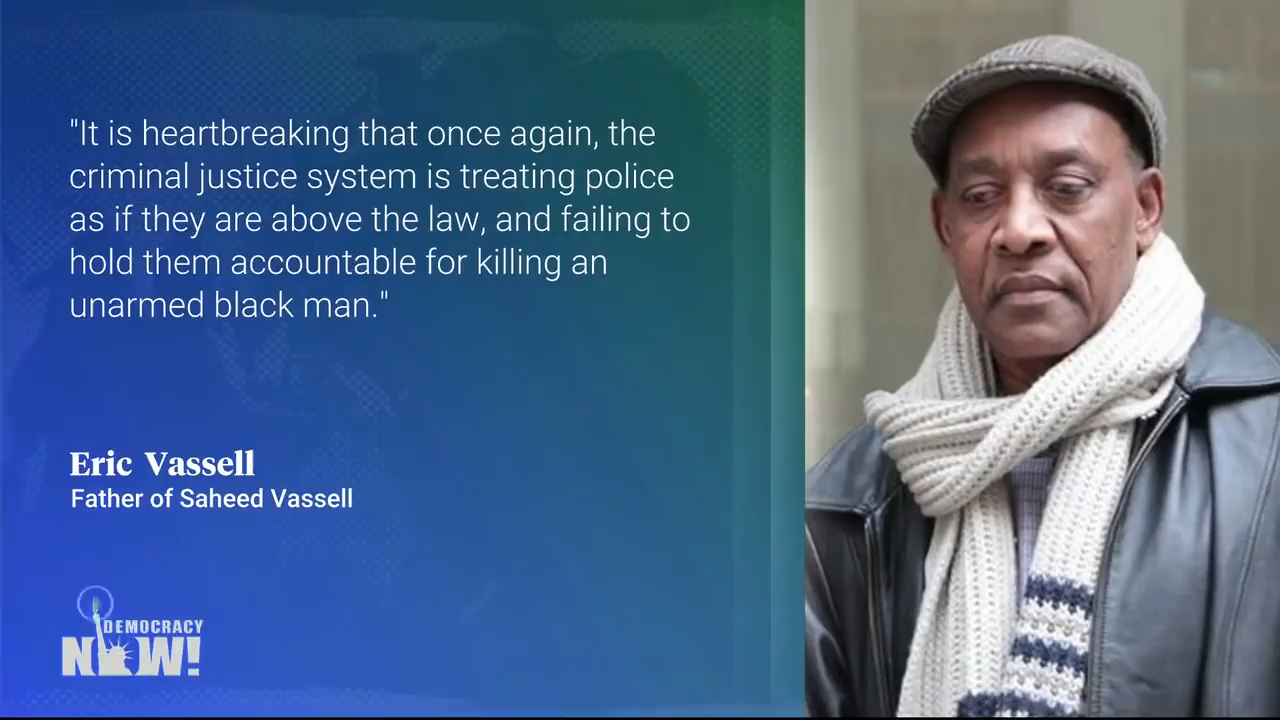 "It is heartbreaking that once again, the
criminal justice system is treating police
as if they are above the law, and failing to
hold them accountable for killing an
unarmed black man."
Eric Vassell
Father of Saheed Vassell
DEMOCRACY
NOW!